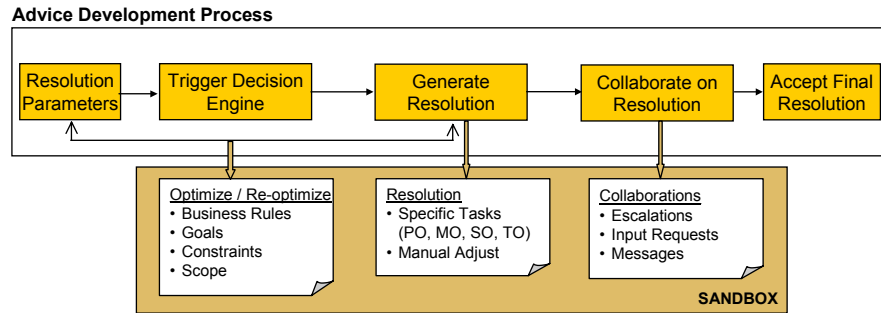 Advice Development Process
Resolution
Parameters
Trigger Decision
Engine
Generate
Resolution
Collaborate on
Resolution
Accept Final
Resolution
Optimize / Re-optimize
• Business Rules
• Goals
• Constraints
• Scope
Resolution
• Specific Tasks
(PO, MO, SO, TO)
• Manual Adjust
Collaborations
• Escalations
• Input Requests
• Messages
SANDBOX